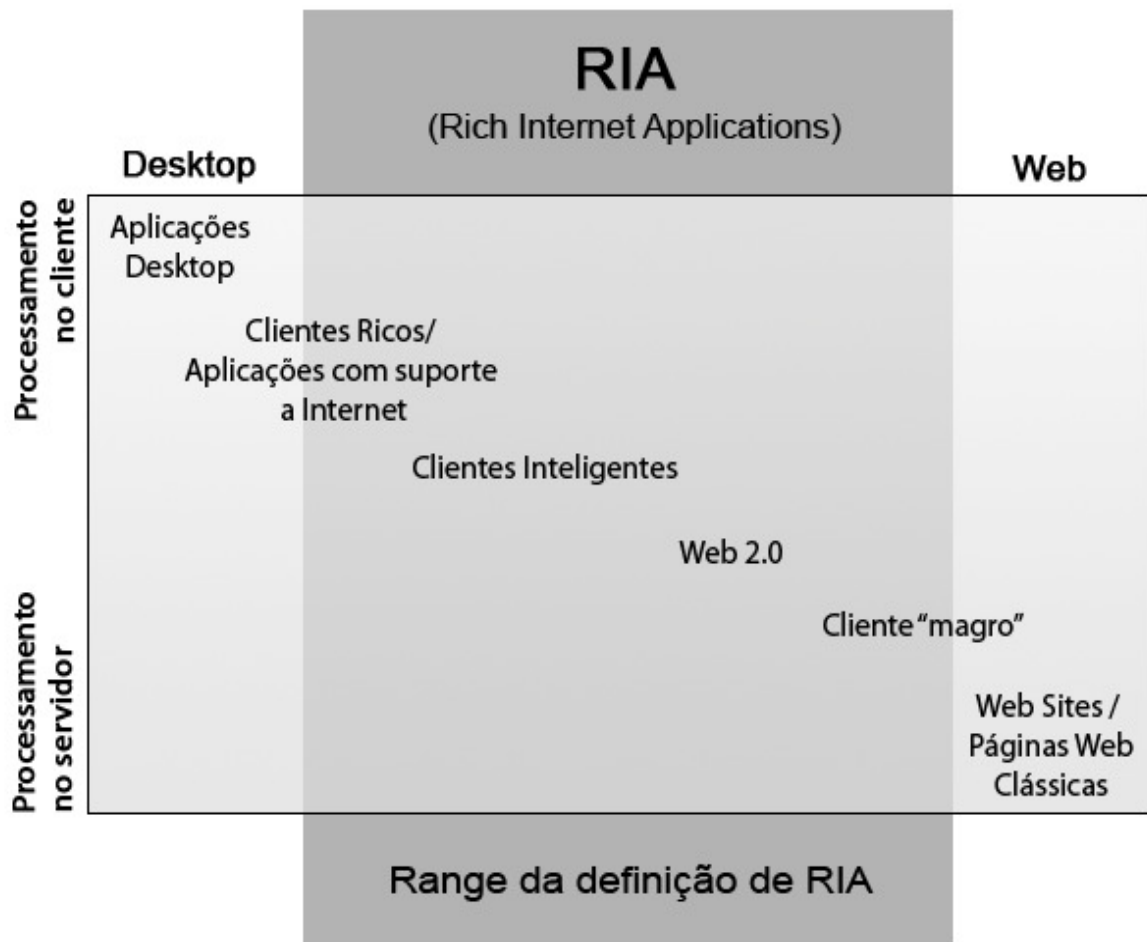 RIA
(Rich Internet Applications)
Desktop
Web
Processamento
no cliente
Aplicações
Desktop
Clientes Ricos/
Aplicações com suporte
a Internet
Clientes Inteligentes
Web 2.0
Cliente “magro”
Processamento
no servidor
Web Sites /
Páginas Web
Clássicas
Range da definição de RIA